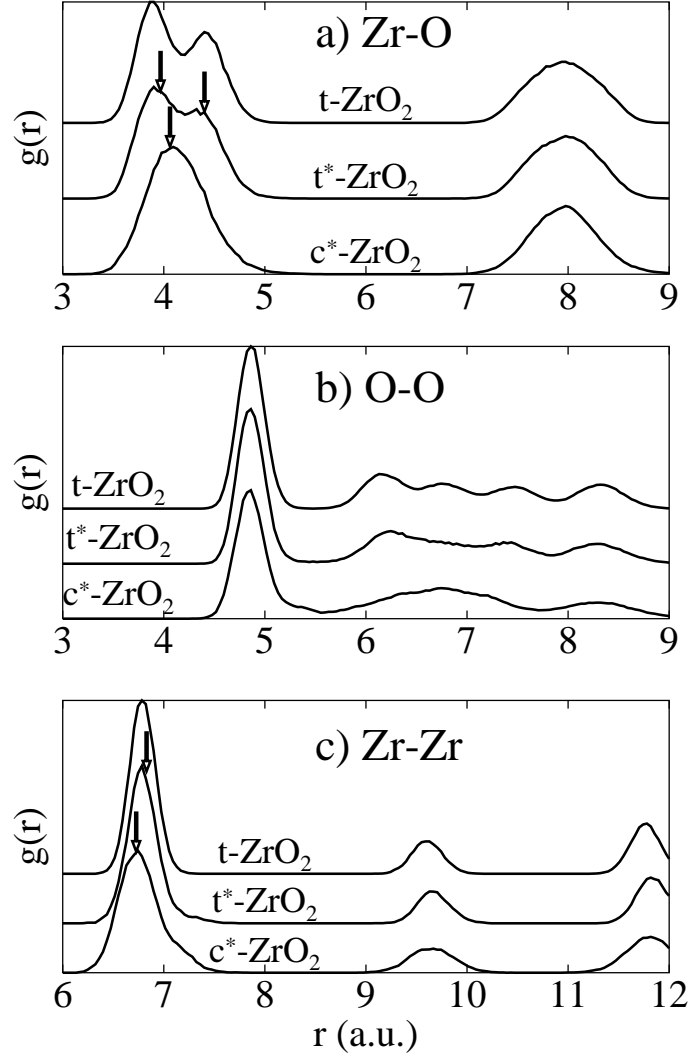 a) Zr-O
t-ZrO2
t*-ZrO2
c*-ZrO2
g(r)
3 4 5 6 7 8 9
b) O-O
t-ZrO2
t*-ZrO2
c*-ZrO2
g(r)
3 4 5 6 7 8 9
c) Zr-Zr
t-ZrO2
t*-ZrO2
c*-ZrO2
g(r)
6 7 8 9 10 11 12
r (a.u.)